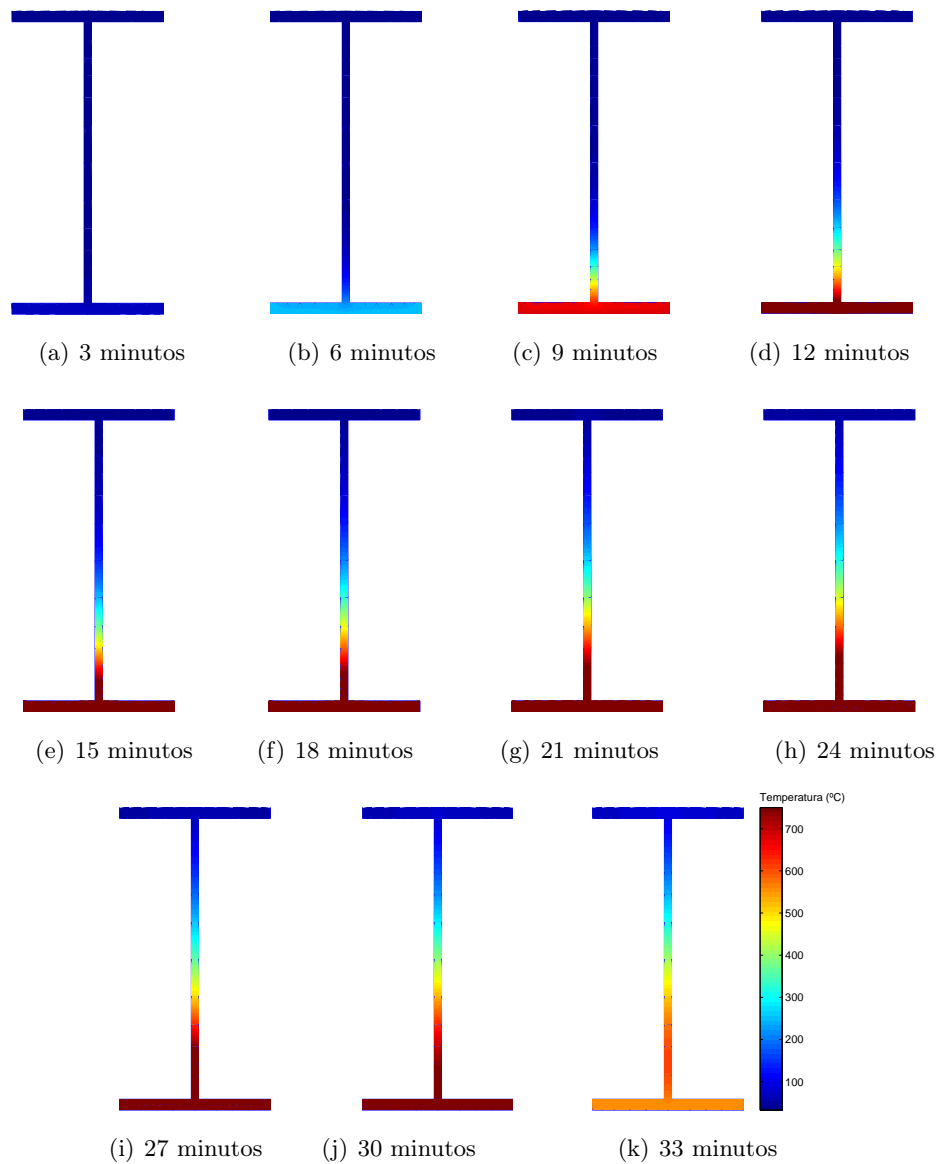 (a) 3 minutos
(b) 6 minutos
(c) 9 minutos
(d) 12 minutos
(e) 15 minutos
(f) 18 minutos
(g) 21 minutos
(h) 24 minutos
Temperatura (ºC)
700
600
500
400
300
200
100
(i) 27 minutos
(j) 30 minutos
(k) 33 minutos